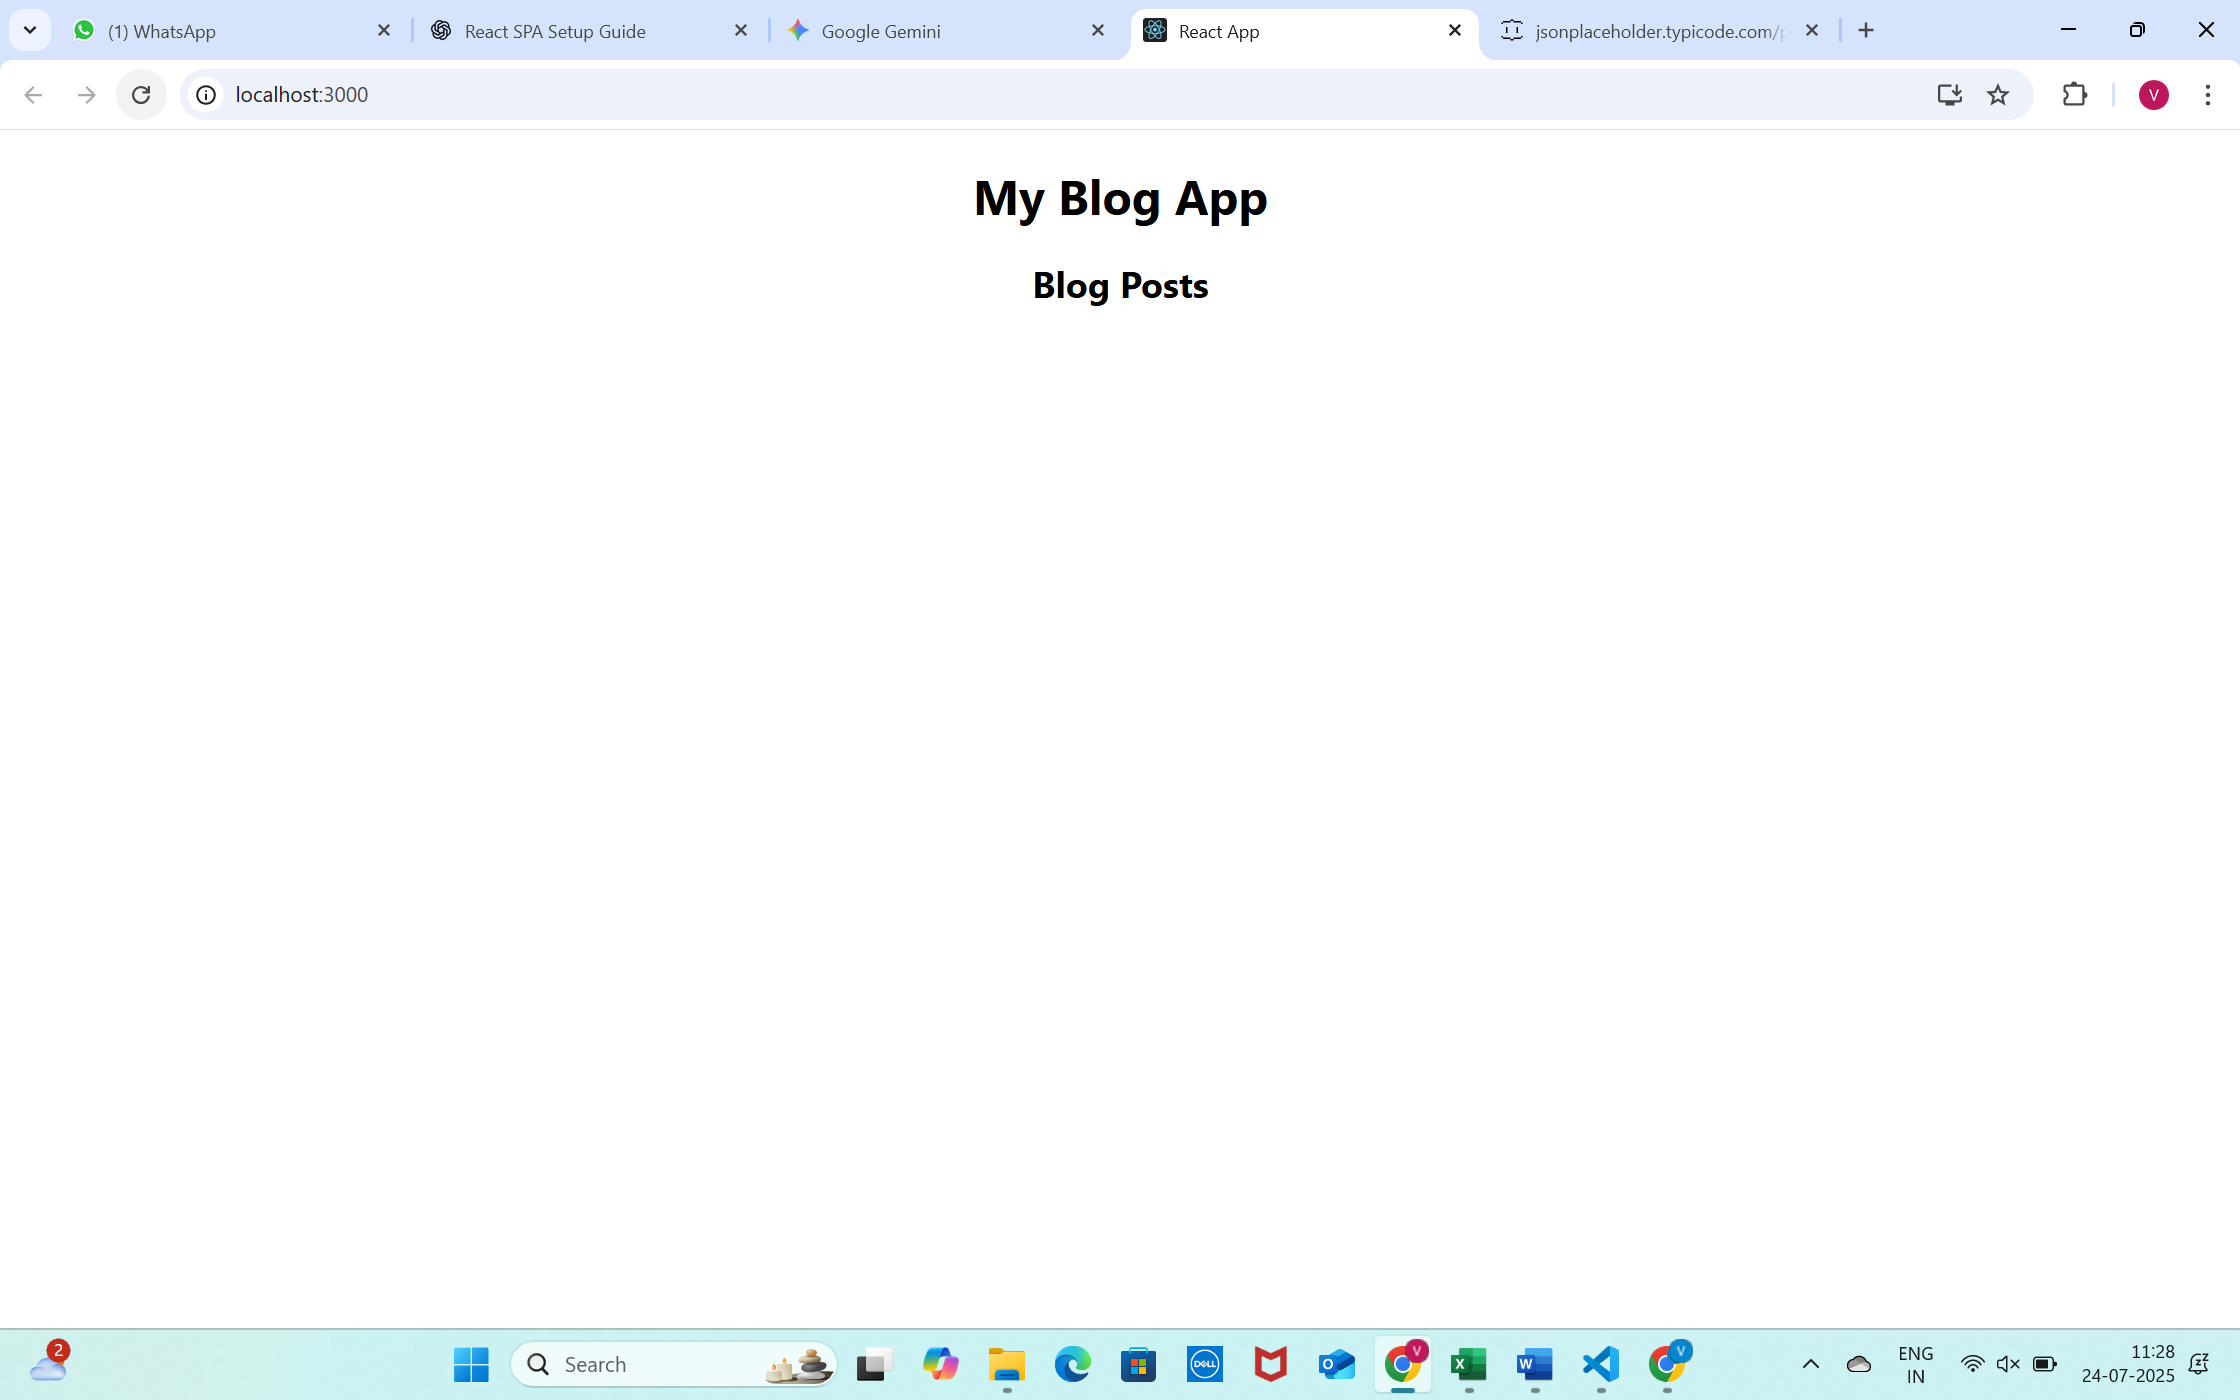 (1) WhatsApp
React SPA Setup Guide
Google Gemini
React App
jsonplaceholder.typicode.com/
localhost:3000
V
My Blog App
Blog Posts
2
Search
DELL
V
V
ENG
IN
11:28
24-07-2025